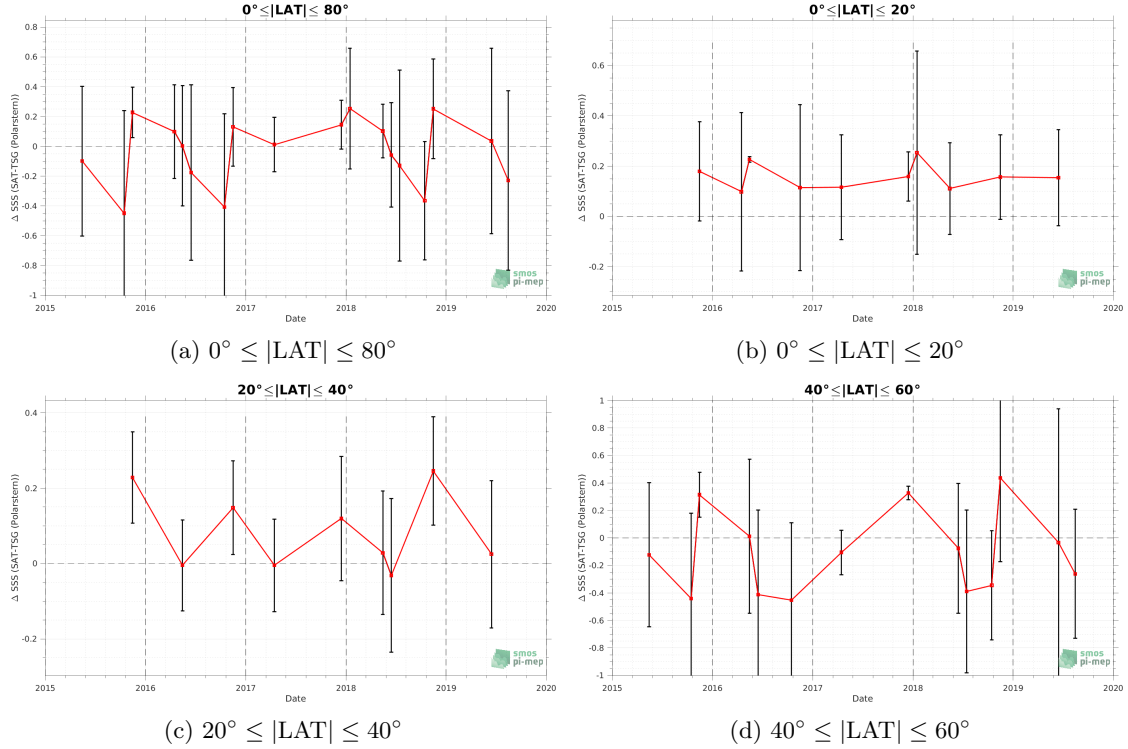 0°≤|LAT|≤ 80°
Δ SSS (SAT-TSG (Polarstern))
0.8
0.6
0.4
0.2
0
-0.2
-0.4
-0.6
-0.8
-1
2015 2016 2017 2018 2019 2020
Date
smos
pi-mep
(a) 0° ≤ |LAT| ≤ 80°
0°≤|LAT|≤ 20°
Δ SSS (SAT-TSG (Polarstern))
0.6
0.4
0.2
0
-0.2
2015 2016 2017 2018 2019 2020
Date
smos
pi-mep
(b) 0° ≤ |LAT| ≤ 20°
20°≤|LAT|≤ 40°
Δ SSS (SAT-TSG (Polarstern))
0.4
0.2
0
-0.2
2015 2016 2017 2018 2019 2020
Date
smos
pi-mep
(c) 20° ≤ |LAT| ≤ 40°
40°≤|LAT|≤ 60°
Δ SSS (SAT-TSG (Polarstern))
1
0.8
0.6
0.4
0.2
0
-0.2
-0.4
-0.6
-0.8
-1
2015 2016 2017 2018 2019 2020
Date
smos
pi-mep
(d) 40° ≤ |LAT| ≤ 60°